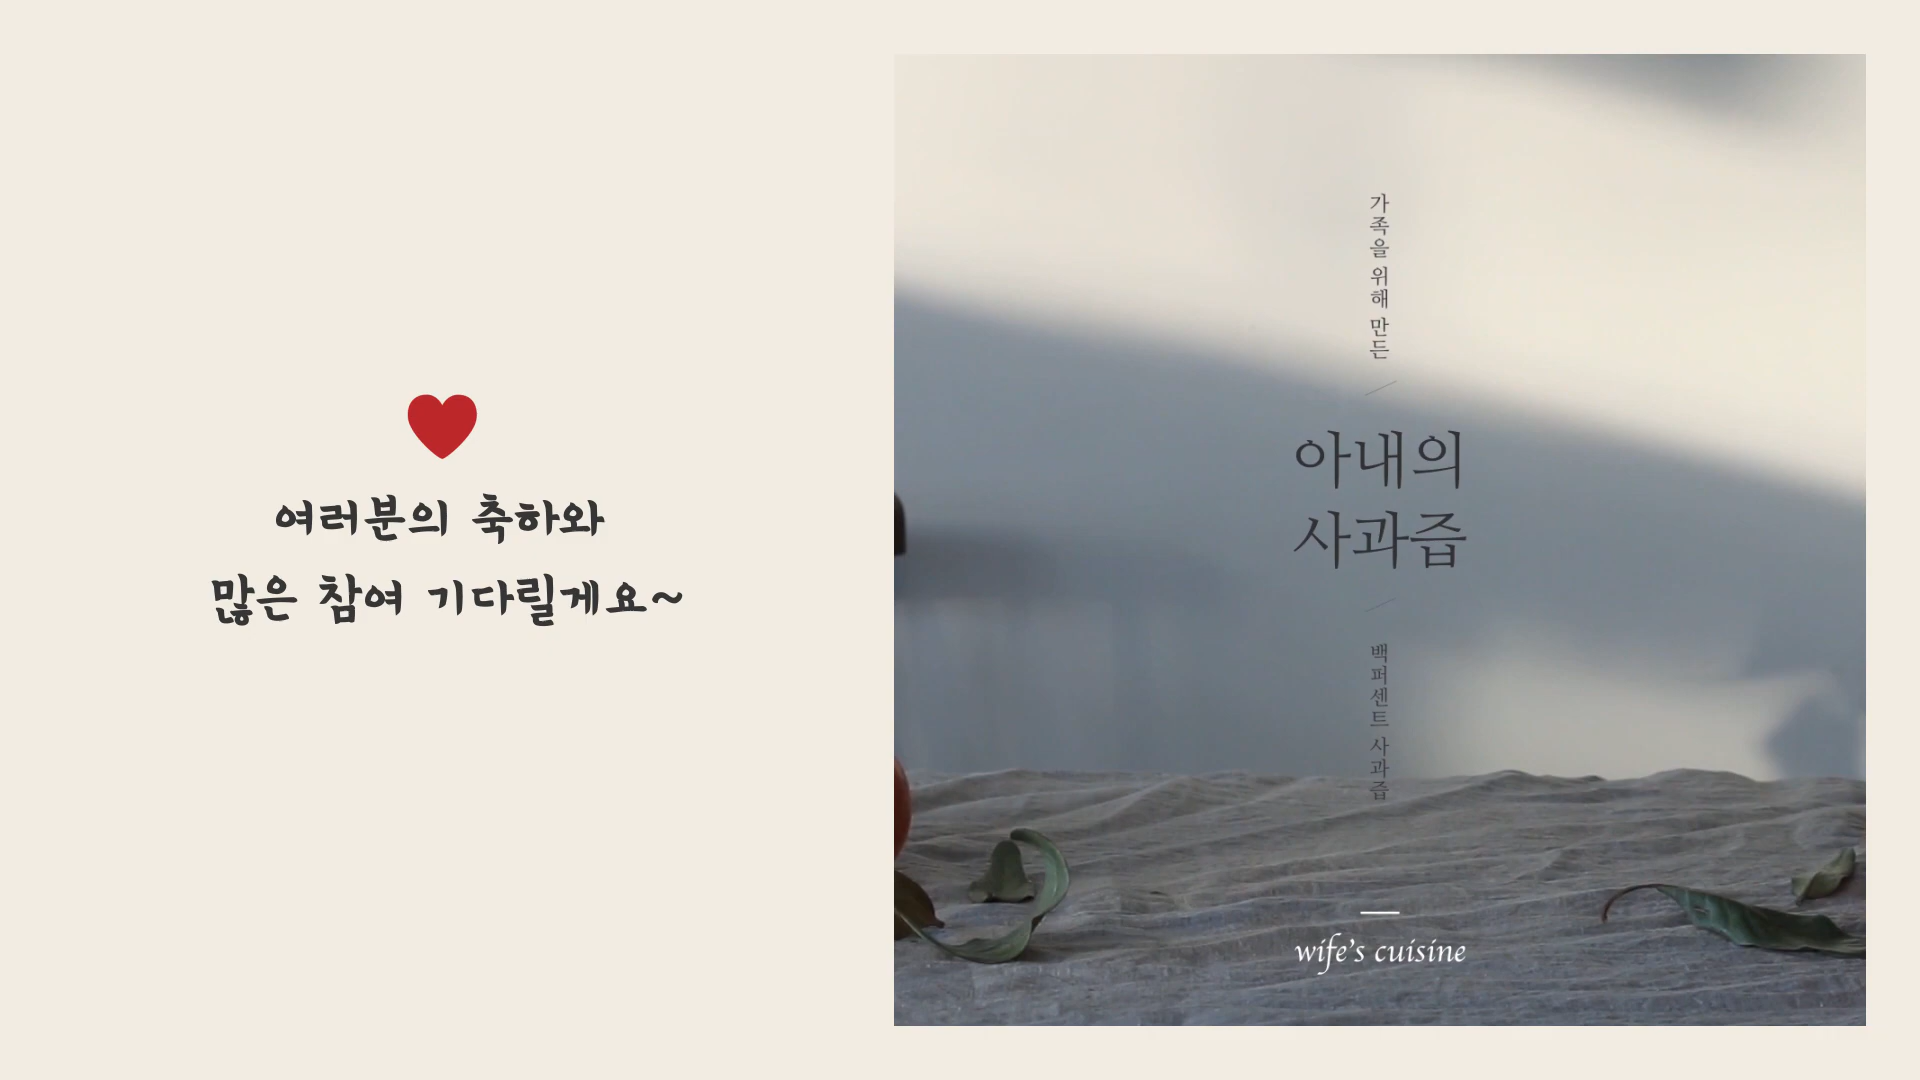 여러분의 축하와
많은 참여 기다릴게요~
가족을 위해 만든
아내의
사과즙
백퍼센트 사과즙
wife's cuisine